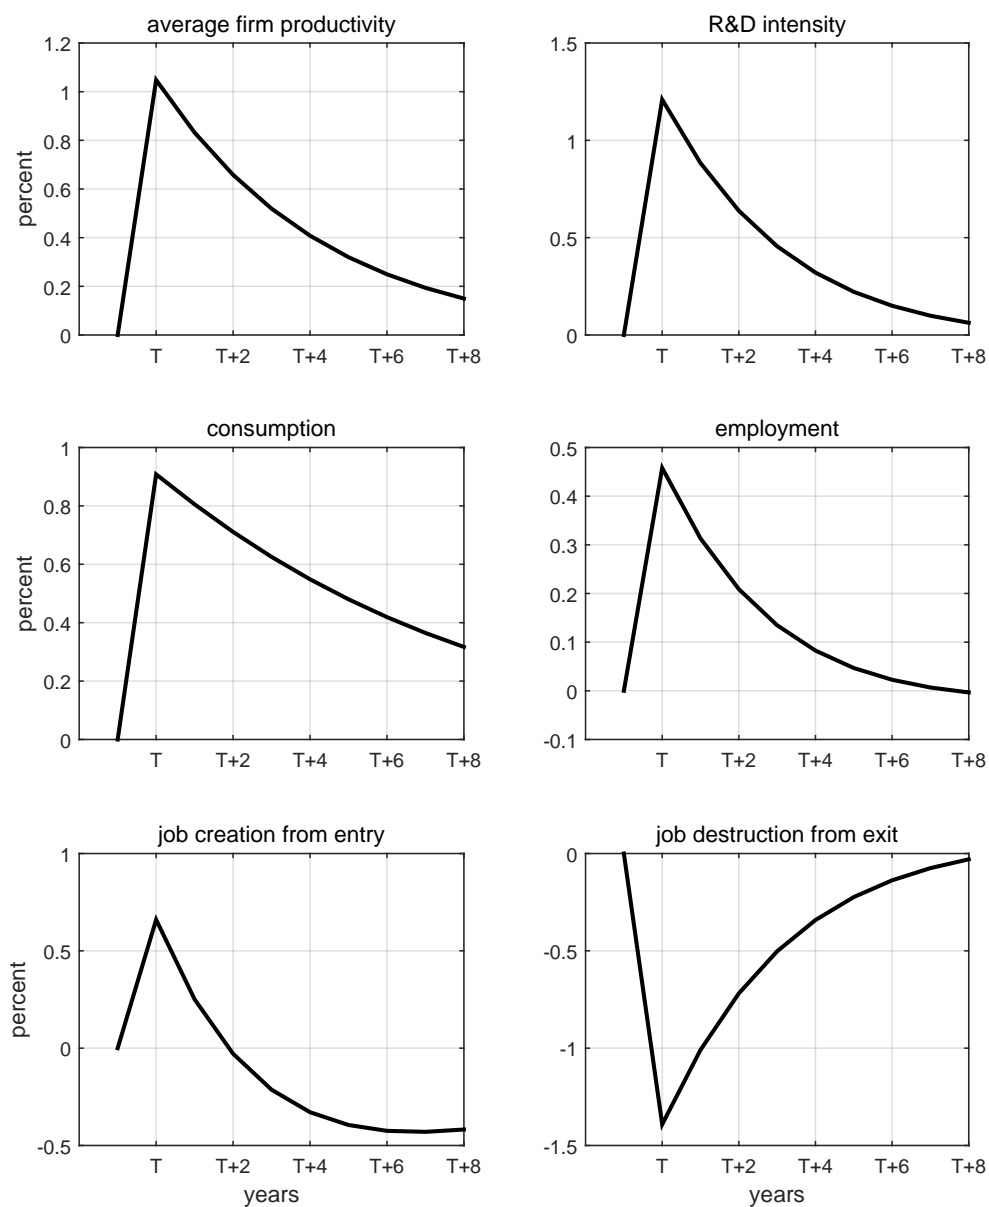 average firm productivity
percent
1.2
1
0.8
0.6
0.4
0.2
0
T T+2 T+4 T+6 T+8
R&D intensity
1.5
1
0.5
0
T T+2 T+4 T+6 T+8
consumption
percent
1
0.8
0.6
0.4
0.2
0
T T+2 T+4 T+6 T+8
employment
0.5
0.4
0.3
0.2
0.1
0
-0.1
T T+2 T+4 T+6 T+8
job creation from entry
percent
1
0.5
0
-0.5
T T+2 T+4 T+6 T+8
years
job destruction from exit
0
-0.5
-1
-1.5
T T+2 T+4 T+6 T+8
years